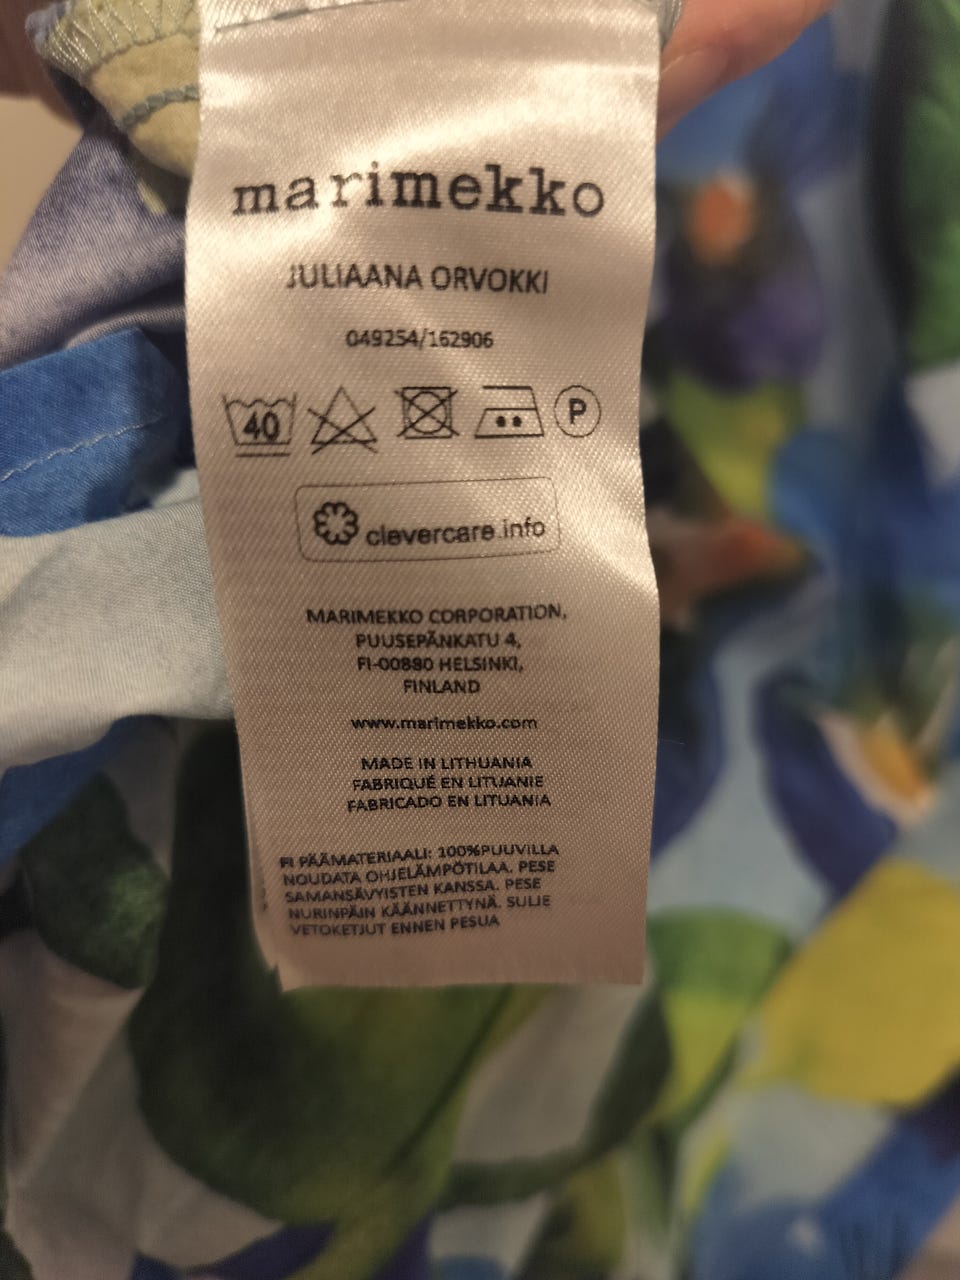 marimekko
JULIAANA ORVOKKI
049254/162906
40 P
clevercare.info
MARIMEKKO CORPORATION,
PUUSEPÄNKATU 4,
FI-00880 HELSINKI,
FINLAND
www.marimekko.com
MADE IN LITHUANIA
FABRIQUÉ EN LITUANIE
FABRICADO EN LITUANIA
FI PÄÄMATERIAALI: 100%PUUVILLA
NOUDATA OHJELÄMPÖTILAA. PESE
SAMANSÄVYISTEN KANSSA. PESE
NURINPÄIN KÄÄNNETTYNÄ. SULJE
VETOKETJUT ENNEN PESUA